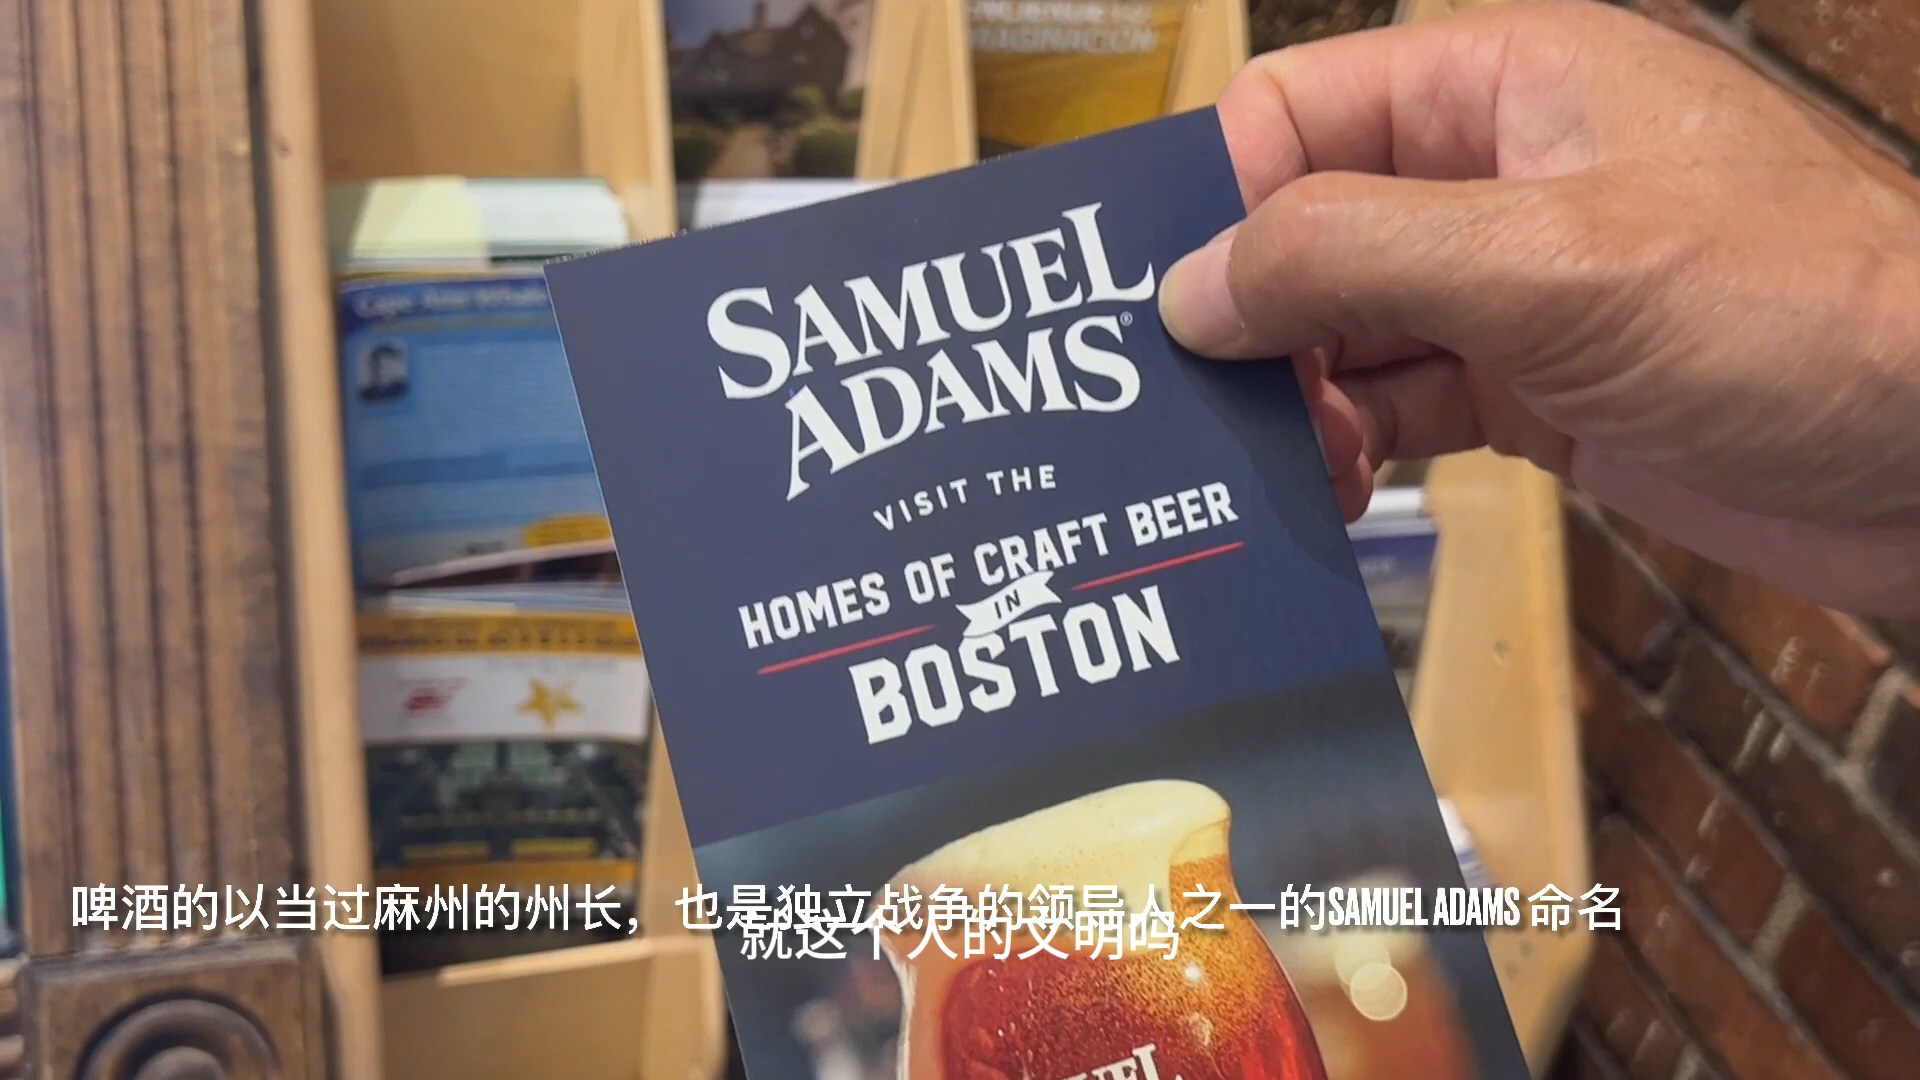 SAMUEL
ADAMS®
VISIT THE
HOMES OF CRAFT BEER
IN
BOSTON
啤酒的以当过麻州的州长，也是独立战争的领导人之一的SAMUEL ADAMS 命名
就这个人的文明吗